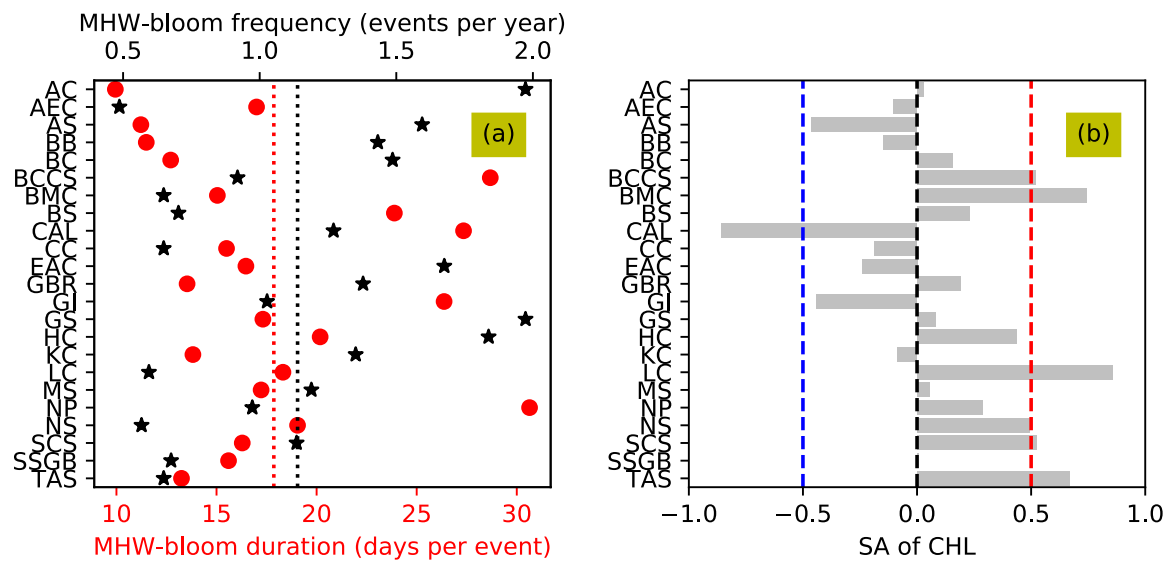 MHW-bloom frequency (events per year)
0.5 1.0 1.5 2.0
AC
AEC
AS
BB
BC
BCCS
BMC
BS
CAL
CC
EAC
GBR
GI
GS
HC
KC
LC
MS
NP
NS
SCS
SSGB
TAS
(a)
10 15 20 25 30
MHW-bloom duration (days per event)
AC
AEC
AS
BB
BC
BCCS
BMC
BS
CAL
CC
EAC
GBR
GI
GS
HC
KC
LC
MS
NP
NS
SCS
SSGB
TAS
(b)
−1.0 −0.5 0.0 0.5 1.0
SA of CHL